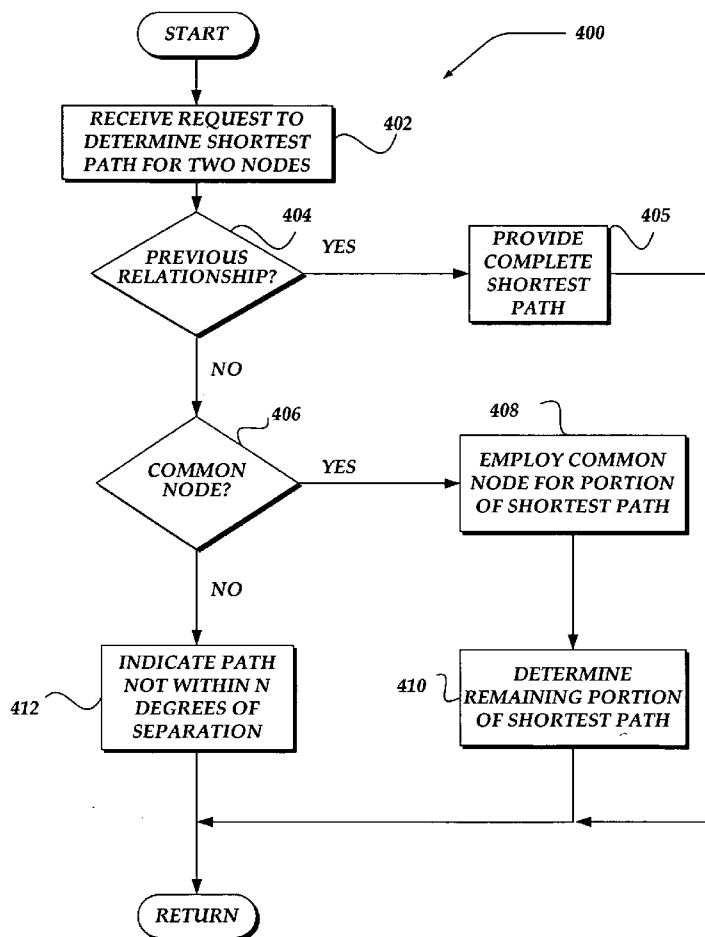 START
400
RECEIVE REQUEST TO
DETERMINE SHORTEST
PATH FOR TWO NODES
402
404
PREVIOUS
RELATIONSHIP?
YES
405
PROVIDE
COMPLETE
SHORTEST
PATH
NO
406
COMMON
NODE?
YES
408
EMPLOY COMMON
NODE FOR PORTION
OF SHORTEST PATH
NO
412
INDICATE PATH
NOT WITHIN N
DEGREES OF
SEPARATION
410
DETERMINE
REMAINING PORTION
OF SHORTEST PATH
RETURN